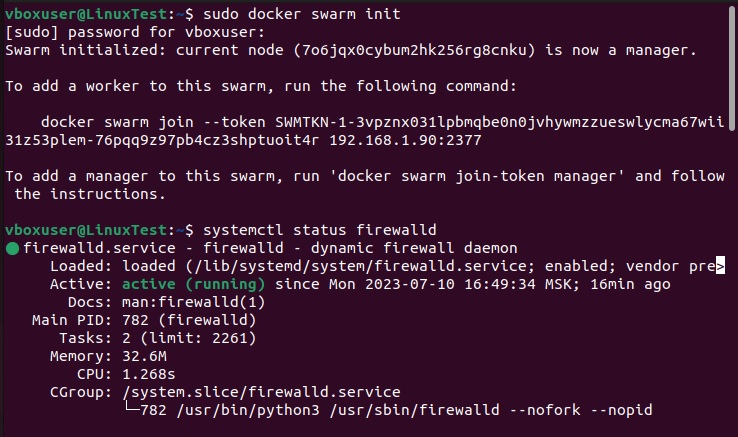 vboxuser@LinuxTest:~$ sudo docker swarm init
[sudo] password for vboxuser:
Swarm initialized: current node (7o6jqx0cybum2hk256rg8cnku) is now a manager.
To add a worker to this swarm, run the following command:
docker swarm join --token SWMTKN-1-3vpznx031lpbmqbe0n0jvhywmzzueswlycma67wii
31z53plem-76pqq9z97pb4cz3shptuoit4r 192.168.1.90:2377
To add a manager to this swarm, run 'docker swarm join-token manager' and follow
the instructions.
vboxuser@LinuxTest:~$ systemctl status firewalld
● firewalld.service - firewalld - dynamic firewall daemon
Loaded: loaded (/lib/systemd/system/firewalld.service; enabled; vendor pre>
Active: active (running) since Mon 2023-07-10 16:49:34 MSK; 16min ago
Docs: man:firewalld(1)
Main PID: 782 (firewalld)
Tasks: 2 (limit: 2261)
Memory: 32.6M
CPU: 1.268s
CGroup: /system.slice/firewalld.service
└─782 /usr/bin/python3 /usr/sbin/firewalld --nofork --nopid